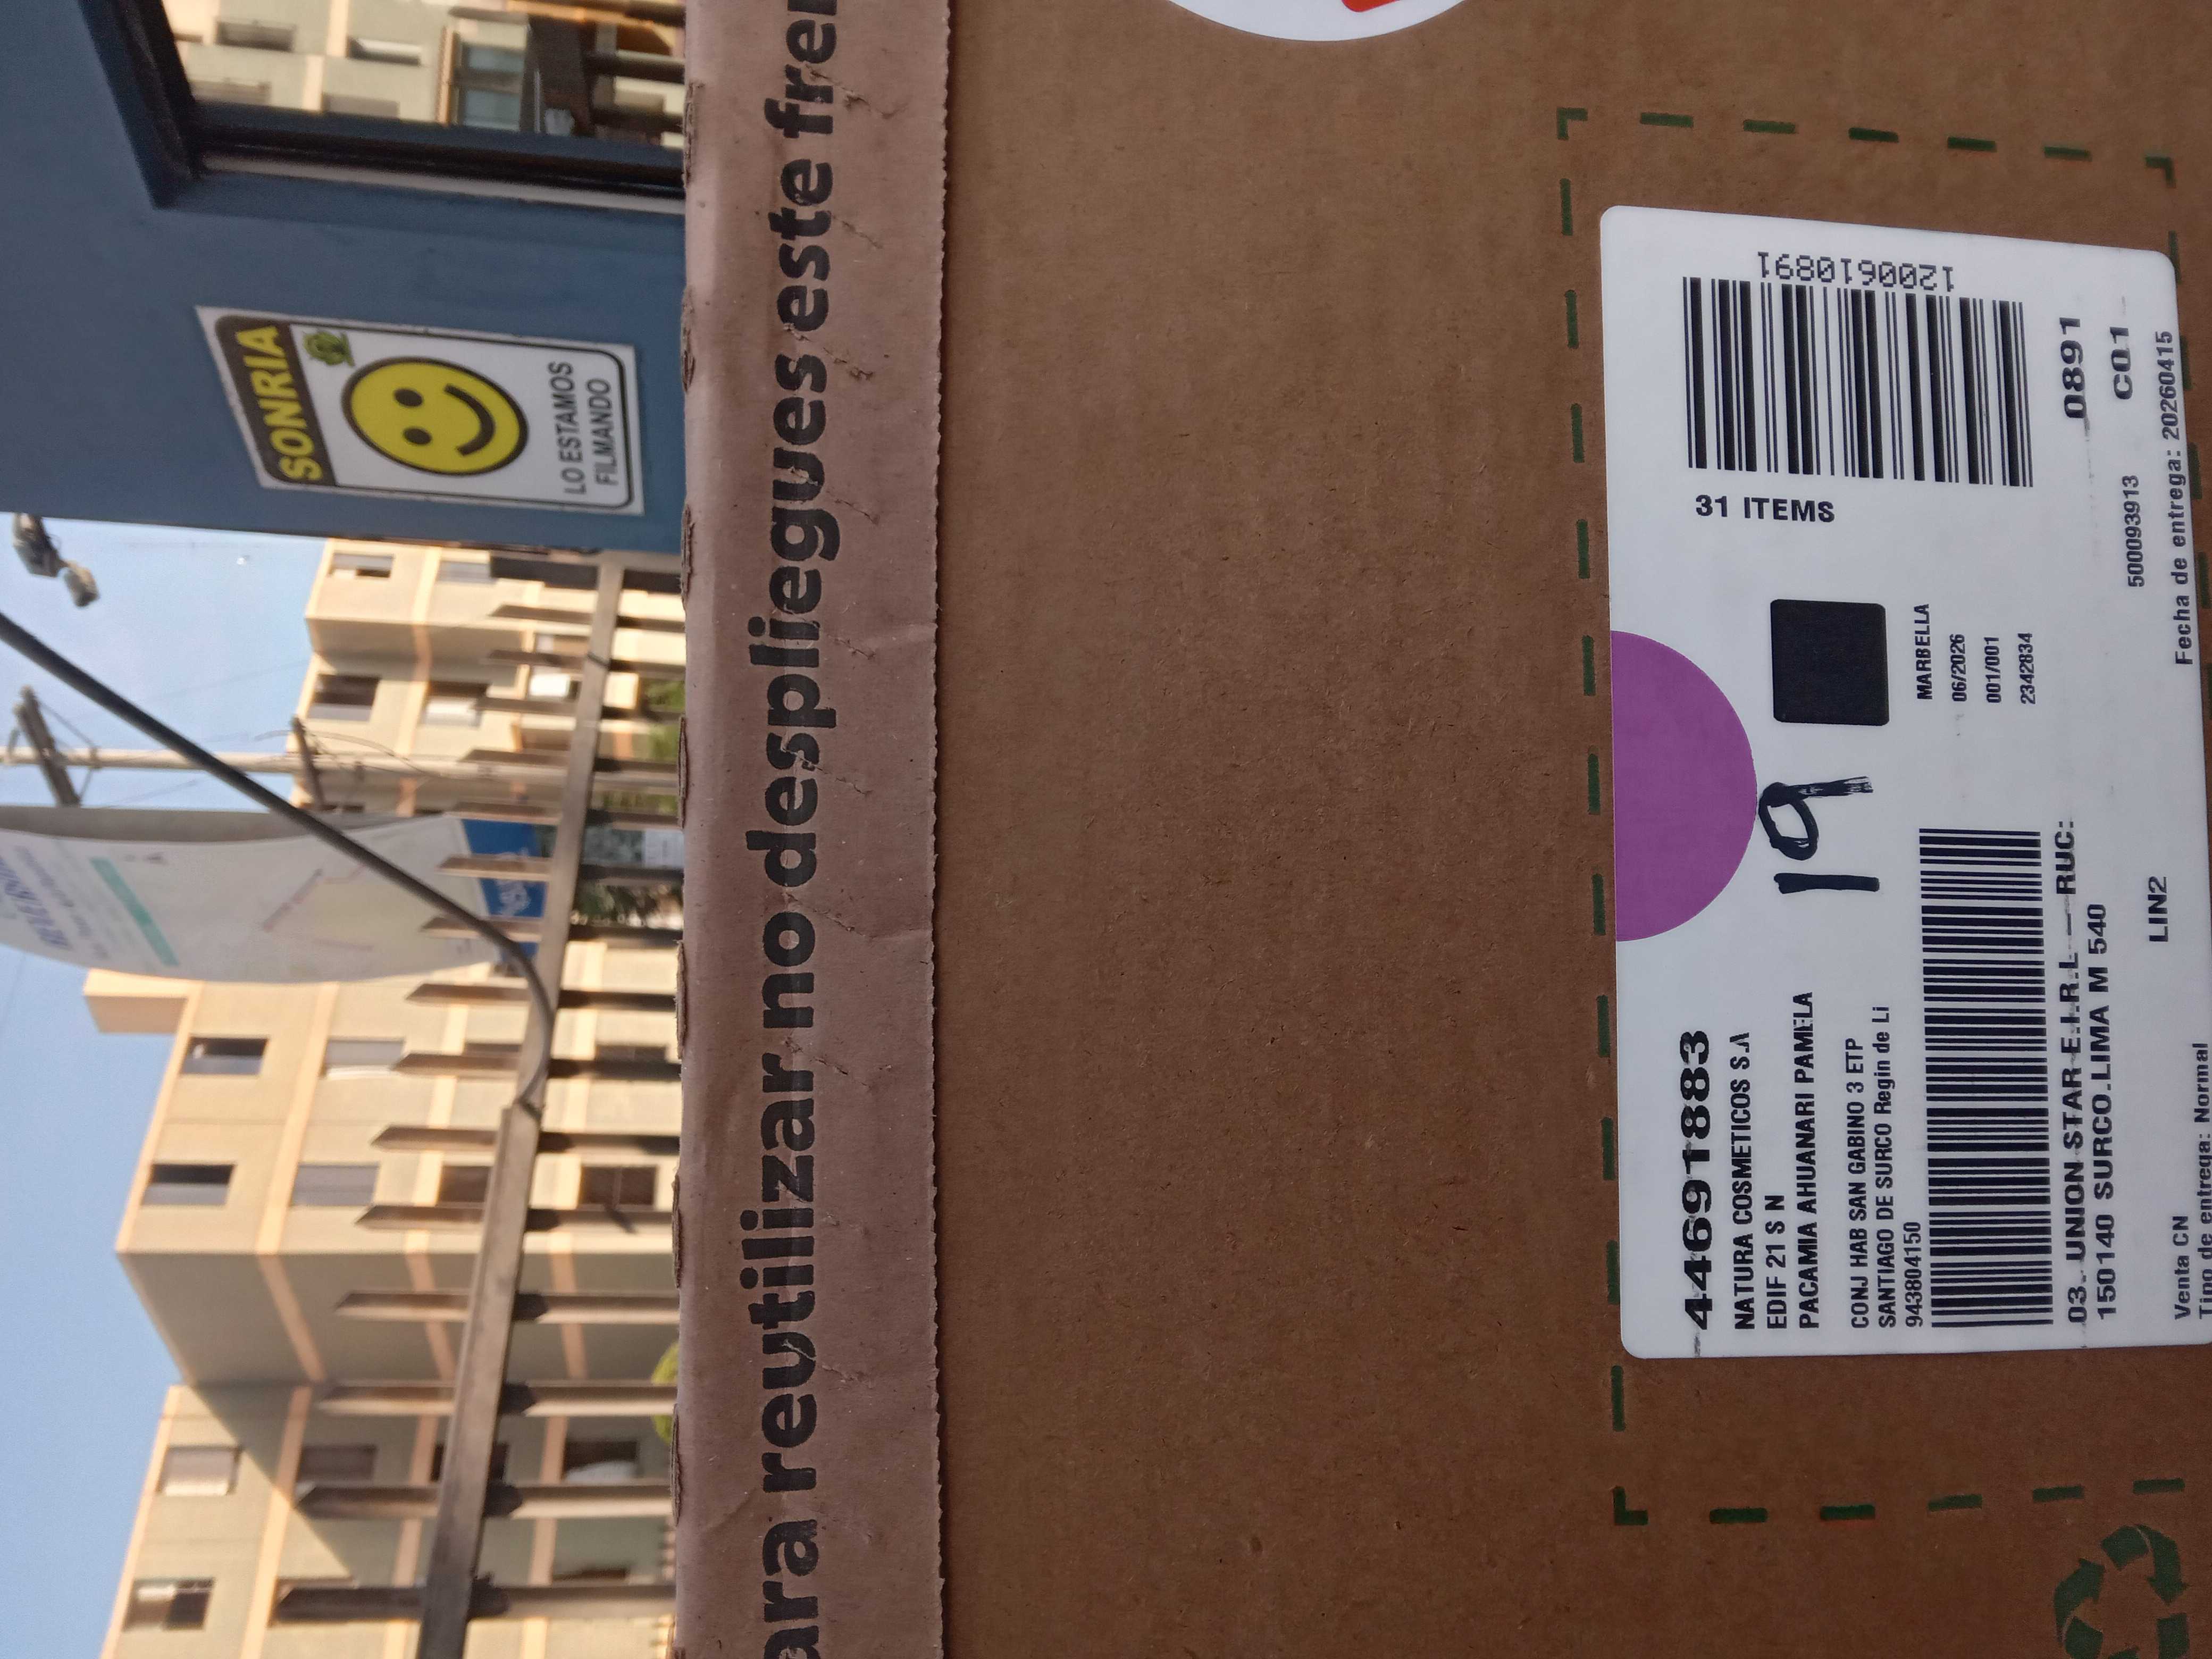 SONRIA
LO ESTAMOS
FILMANDO
ara reutilizar no despliegues este fre
44691883
NATURA COSMETICOS S.A
EDIF 21 S N
PACAMIA AHUANARI PAMELA
CONJ HAB SAN GABINO 3 ETP
SANTIAGO DE SURCO Regin de Li
943804150
19
31 ITEMS
1200610891
MARBELLA
06/2026
001/001
2342834
03. UNION STAR E.I.R.L — RUC:
150140 SURCO.LIMA M 540
0891
C01
LIN2
500093913
Venta CN
Fecha de entrega: 20260415
Tipo de entrega: Normal